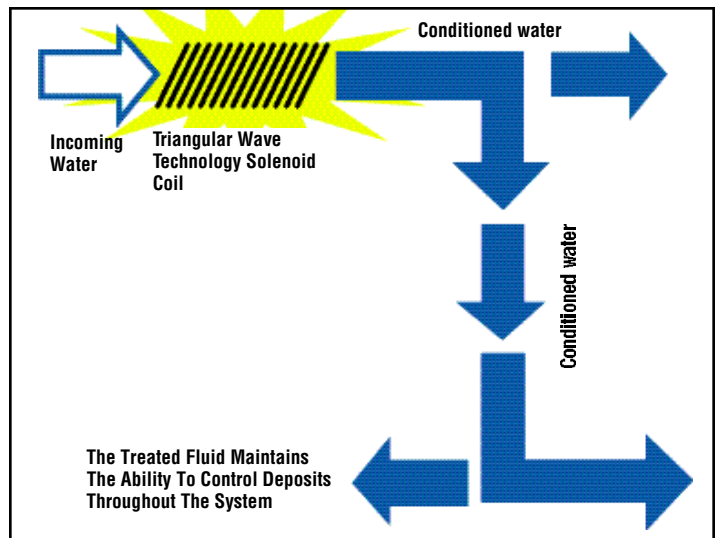 Conditioned water
Incoming
Water
Triangular Wave
Technology Solenoid
Coil
Conditioned water
The Treated Fluid Maintains
The Ability To Control Deposits
Throughout The System